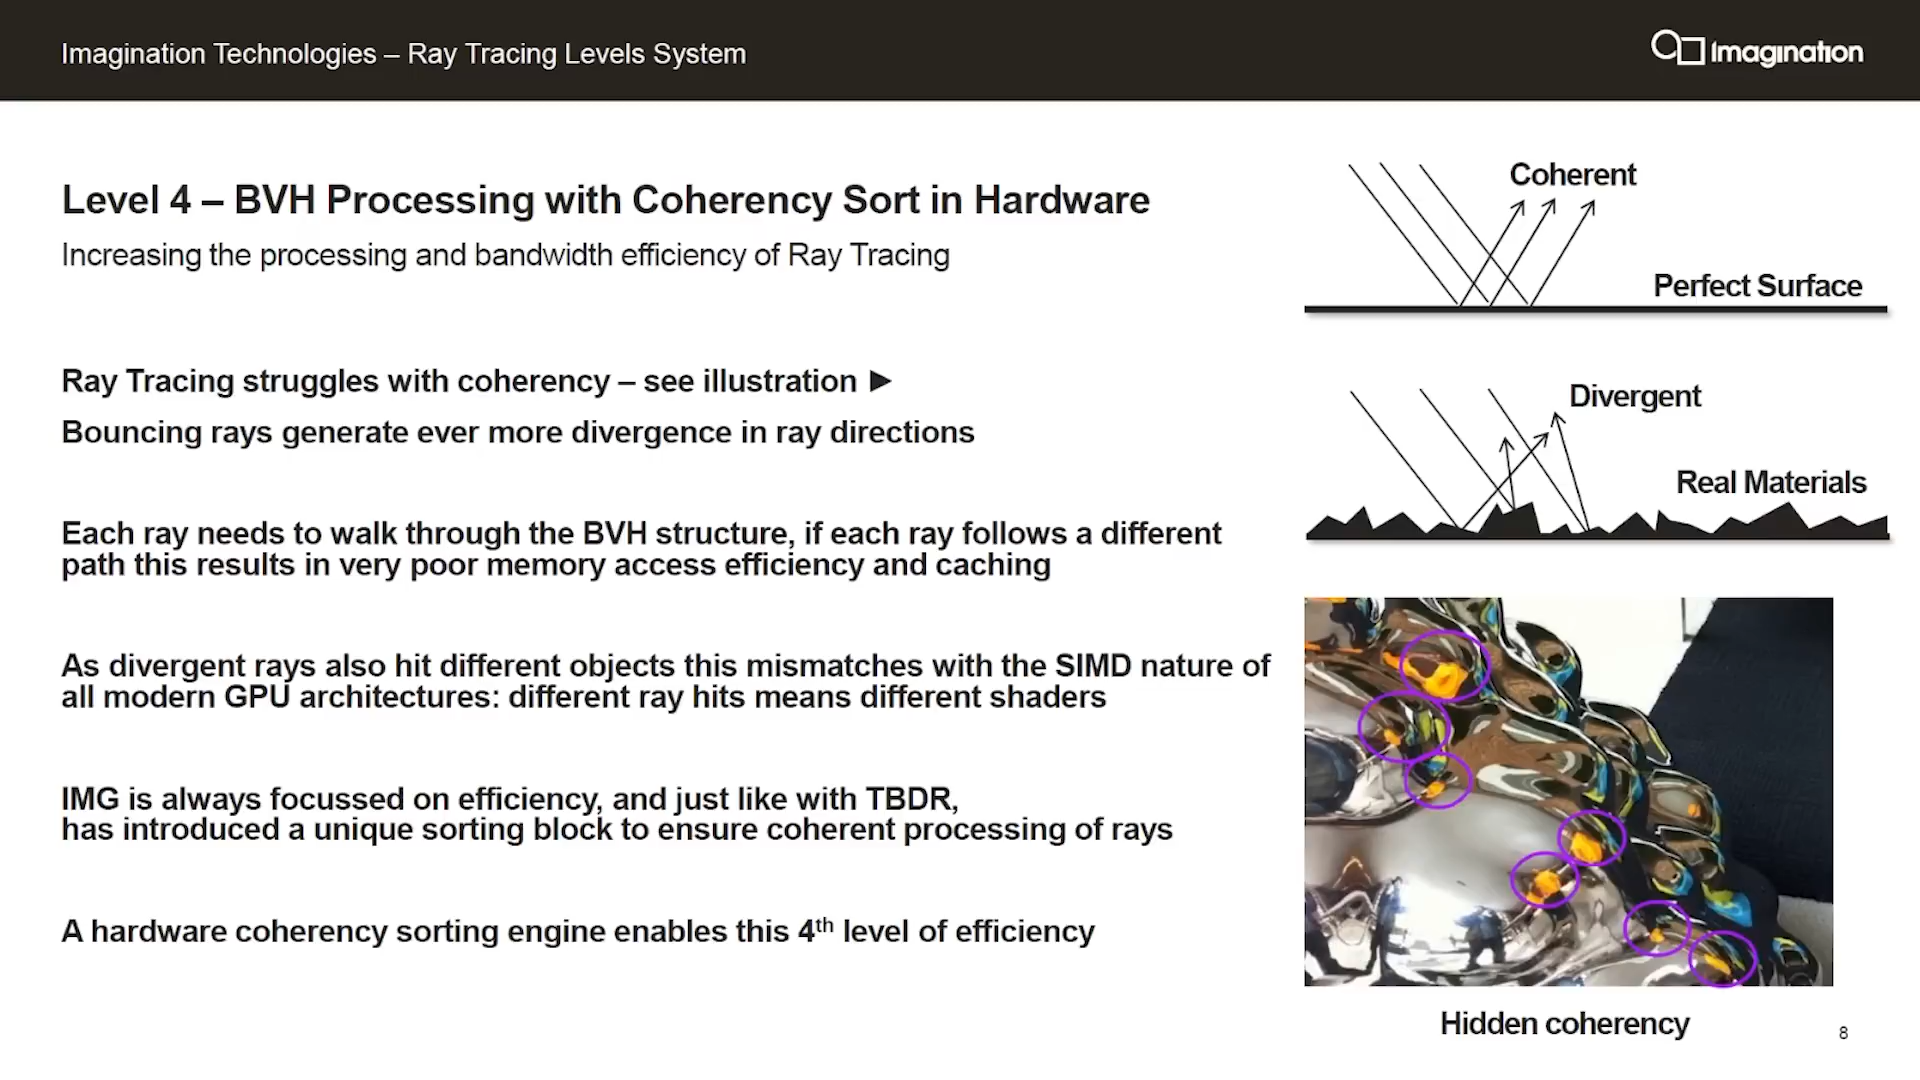 Imagination Technologies – Ray Tracing Levels System
Imagination
Level 4 – BVH Processing with Coherency Sort in Hardware
Increasing the processing and bandwidth efficiency of Ray Tracing
Ray Tracing struggles with coherency – see illustration ►
Bouncing rays generate ever more divergence in ray directions
Each ray needs to walk through the BVH structure, if each ray follows a different
path this results in very poor memory access efficiency and caching
As divergent rays also hit different objects this mismatches with the SIMD nature of
all modern GPU architectures: different ray hits means different shaders
IMG is always focussed on efficiency, and just like with TBDR,
has introduced a unique sorting block to ensure coherent processing of rays
A hardware coherency sorting engine enables this 4th level of efficiency
Coherent
Perfect Surface
Divergent
Real Materials
Hidden coherency
8